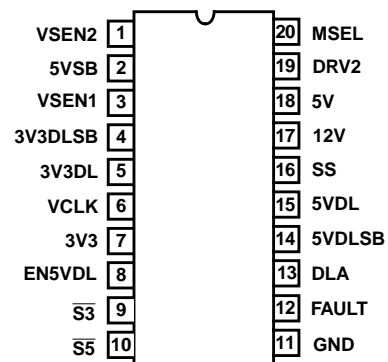 VSEN2 1 20 MSEL
5VSB 2 19 DRV2
VSEN1 3 18 5V
3V3DLSB 4 17 12V
3V3DL 5 16 SS
VCLK 6 15 5VDL
3V3 7 14 5VDLSB
EN5VDL 8 13 DLA
S̅3̅ 9 12 FAULT
S̅5̅ 10 11 GND